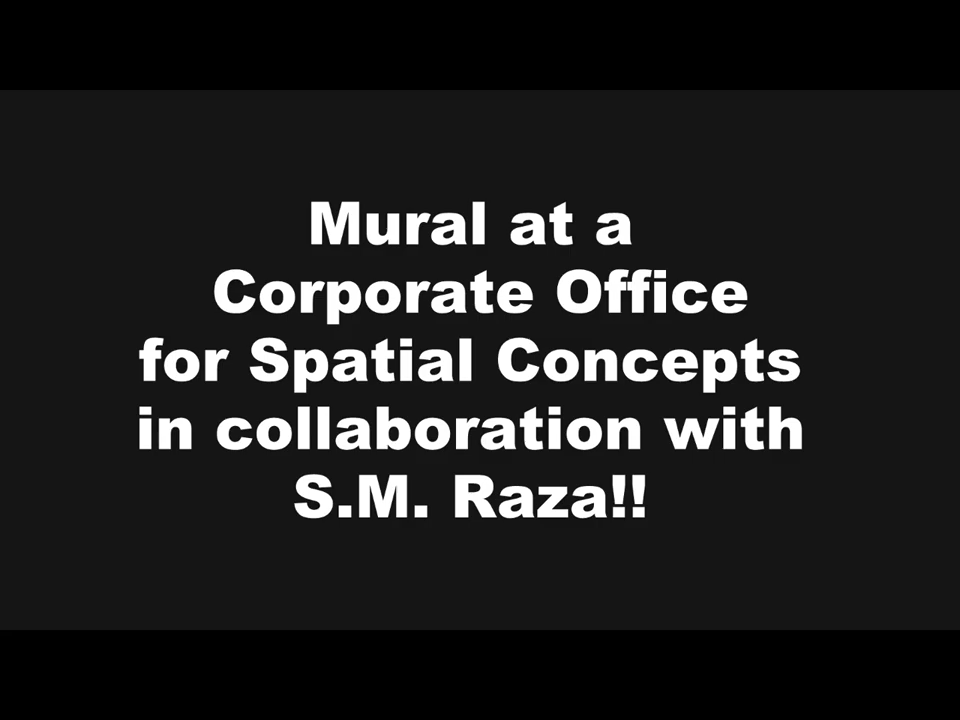 Mural at a
Corporate Office
for Spatial Concepts
in collaboration with
S.M. Raza!!